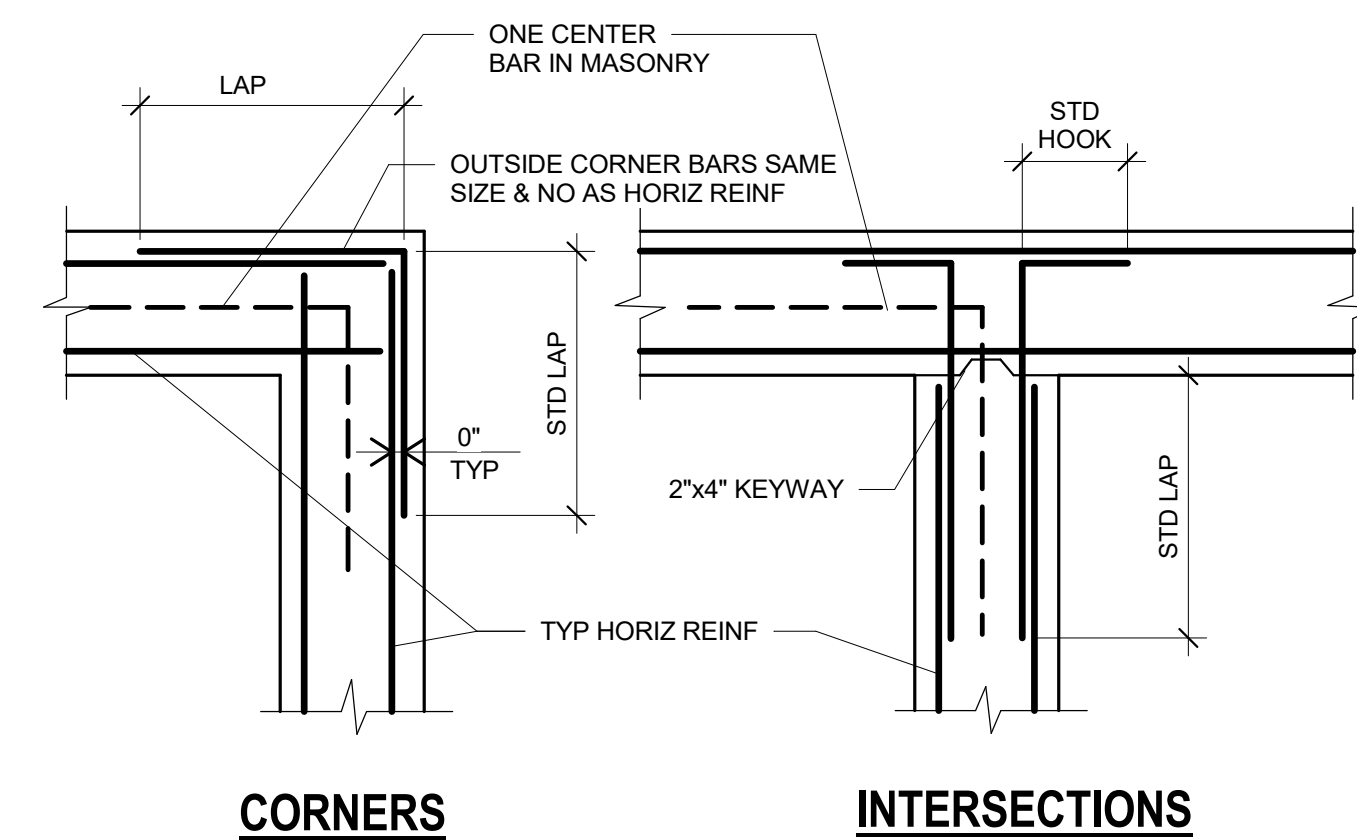 ONE CENTER
BAR IN MASONRY
LAP
STD
HOOK
OUTSIDE CORNER BARS SAME
SIZE & NO AS HORIZ REINF
STD LAP
0"
TYP
2"x4" KEYWAY
STD LAP
TYP HORIZ REINF
CORNERS
INTERSECTIONS